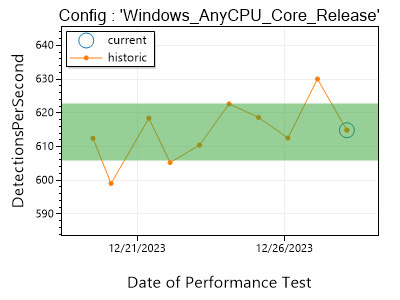 Config : 'Windows_AnyCPU_Core_Release'
current
historic
DetectionsPerSecond
640
630
620
610
600
590
12/21/2023
12/26/2023
Date of Performance Test